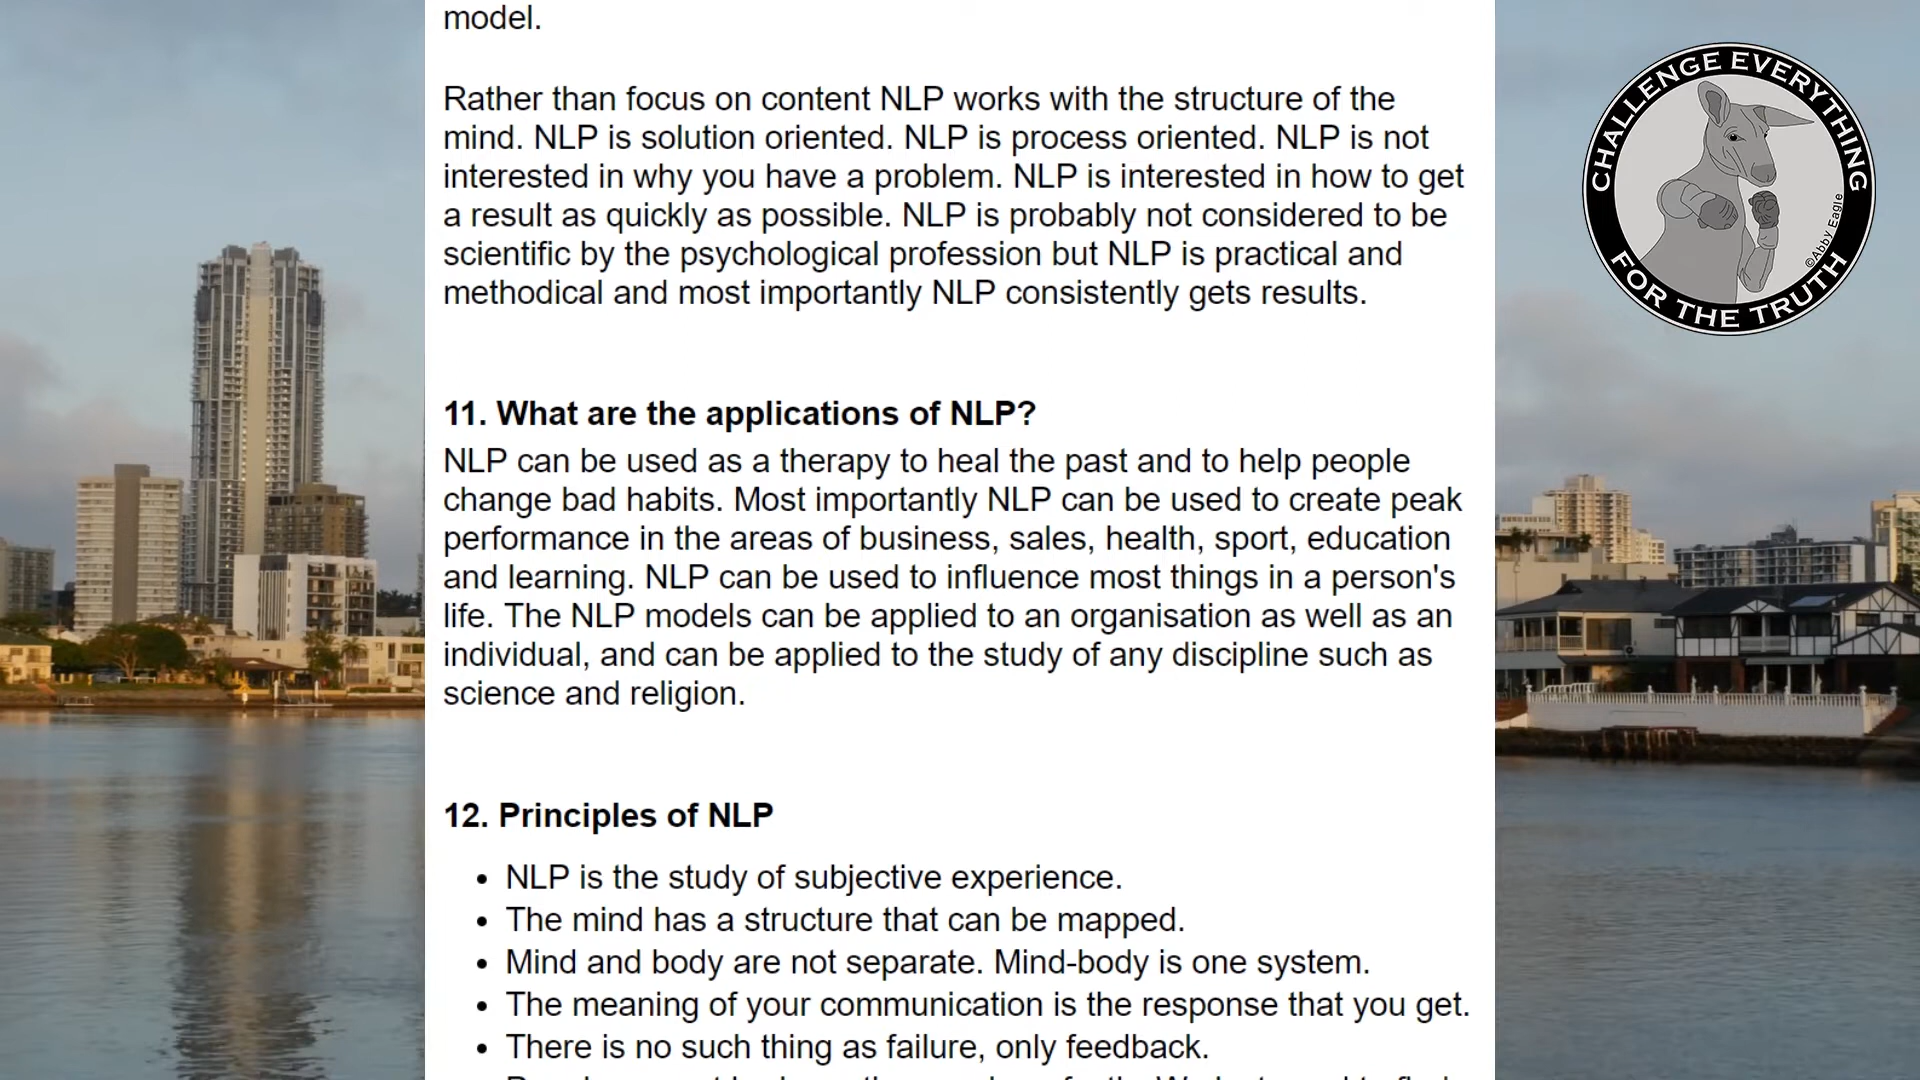 model.
Rather than focus on content NLP works with the structure of the
mind. NLP is solution oriented. NLP is process oriented. NLP is not
interested in why you have a problem. NLP is interested in how to get
a result as quickly as possible. NLP is probably not considered to be
scientific by the psychological profession but NLP is practical and
methodical and most importantly NLP consistently gets results.
11. What are the applications of NLP?
NLP can be used as a therapy to heal the past and to help people
change bad habits. Most importantly NLP can be used to create peak
performance in the areas of business, sales, health, sport, education
and learning. NLP can be used to influence most things in a person's
life. The NLP models can be applied to an organisation as well as an
individual, and can be applied to the study of any discipline such as
science and religion.
12. Principles of NLP
• NLP is the study of subjective experience.
• The mind has a structure that can be mapped.
• Mind and body are not separate. Mind-body is one system.
• The meaning of your communication is the response that you get.
• There is no such thing as failure, only feedback.
CHALLENGE EVERYTHING
FOR THE TRUTH
©Abby Eagle